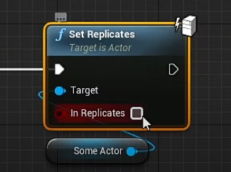 f Set Replicates
Target is Actor
Target
In Replicates
Some Actor